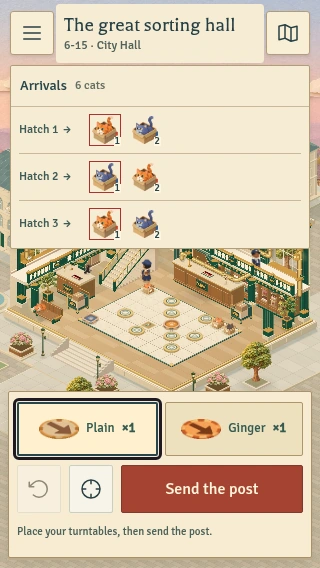 The great sorting hall
6-15 · City Hall
Arrivals 6 cats
Hatch 1 → 1 2
Hatch 2 → 1 2
Hatch 3 → 1 2
Plain ×1 Ginger ×1
Send the post
Place your turntables, then send the post.